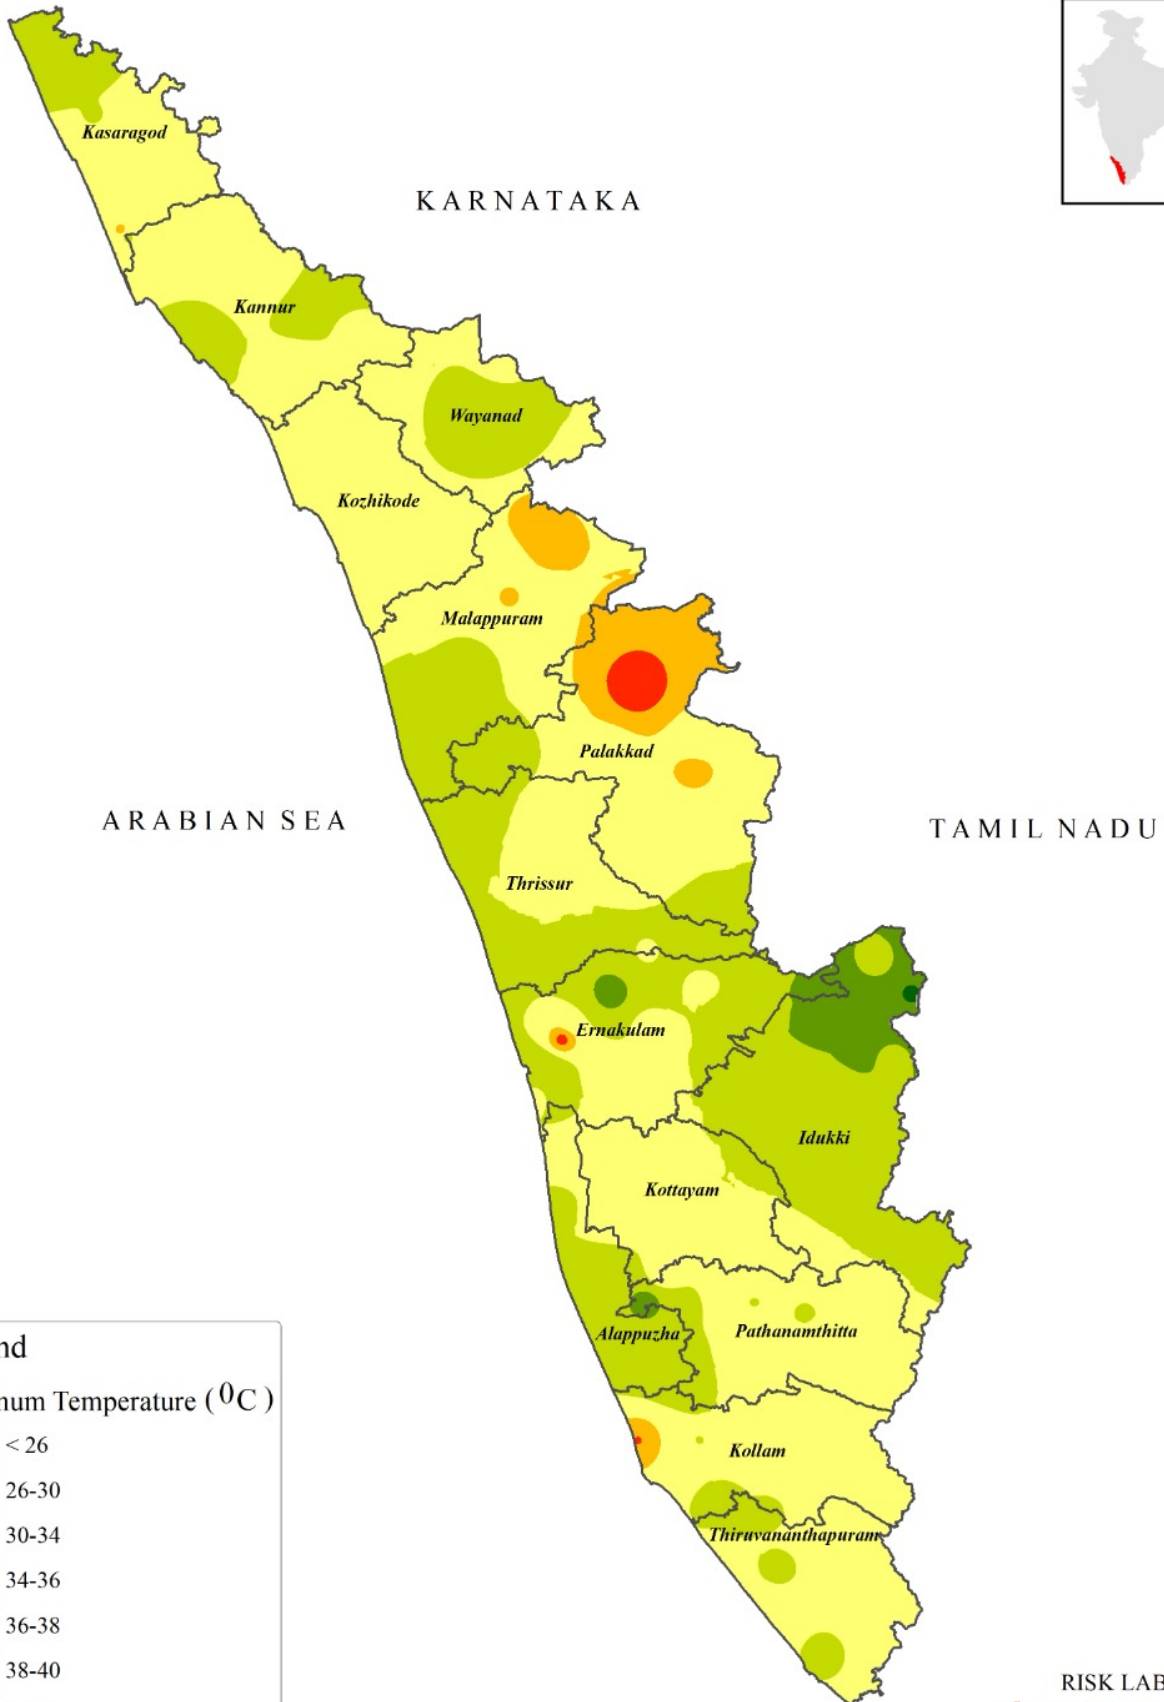 Kasaragod
KARNATAKA
Kannur
Wayanad
Kozhikode
Malappuram
Palakkad
ARABIAN SEA
TAMIL NADU
Thrissur
Ernakulam
Idukki
Kottayam
Alappuzha
Pathanamthitta
Kollam
Thiruvananthapuram
nd
num Temperature (⁰C)
< 26
26-30
30-34
34-36
36-38
38-40
RISK LAB